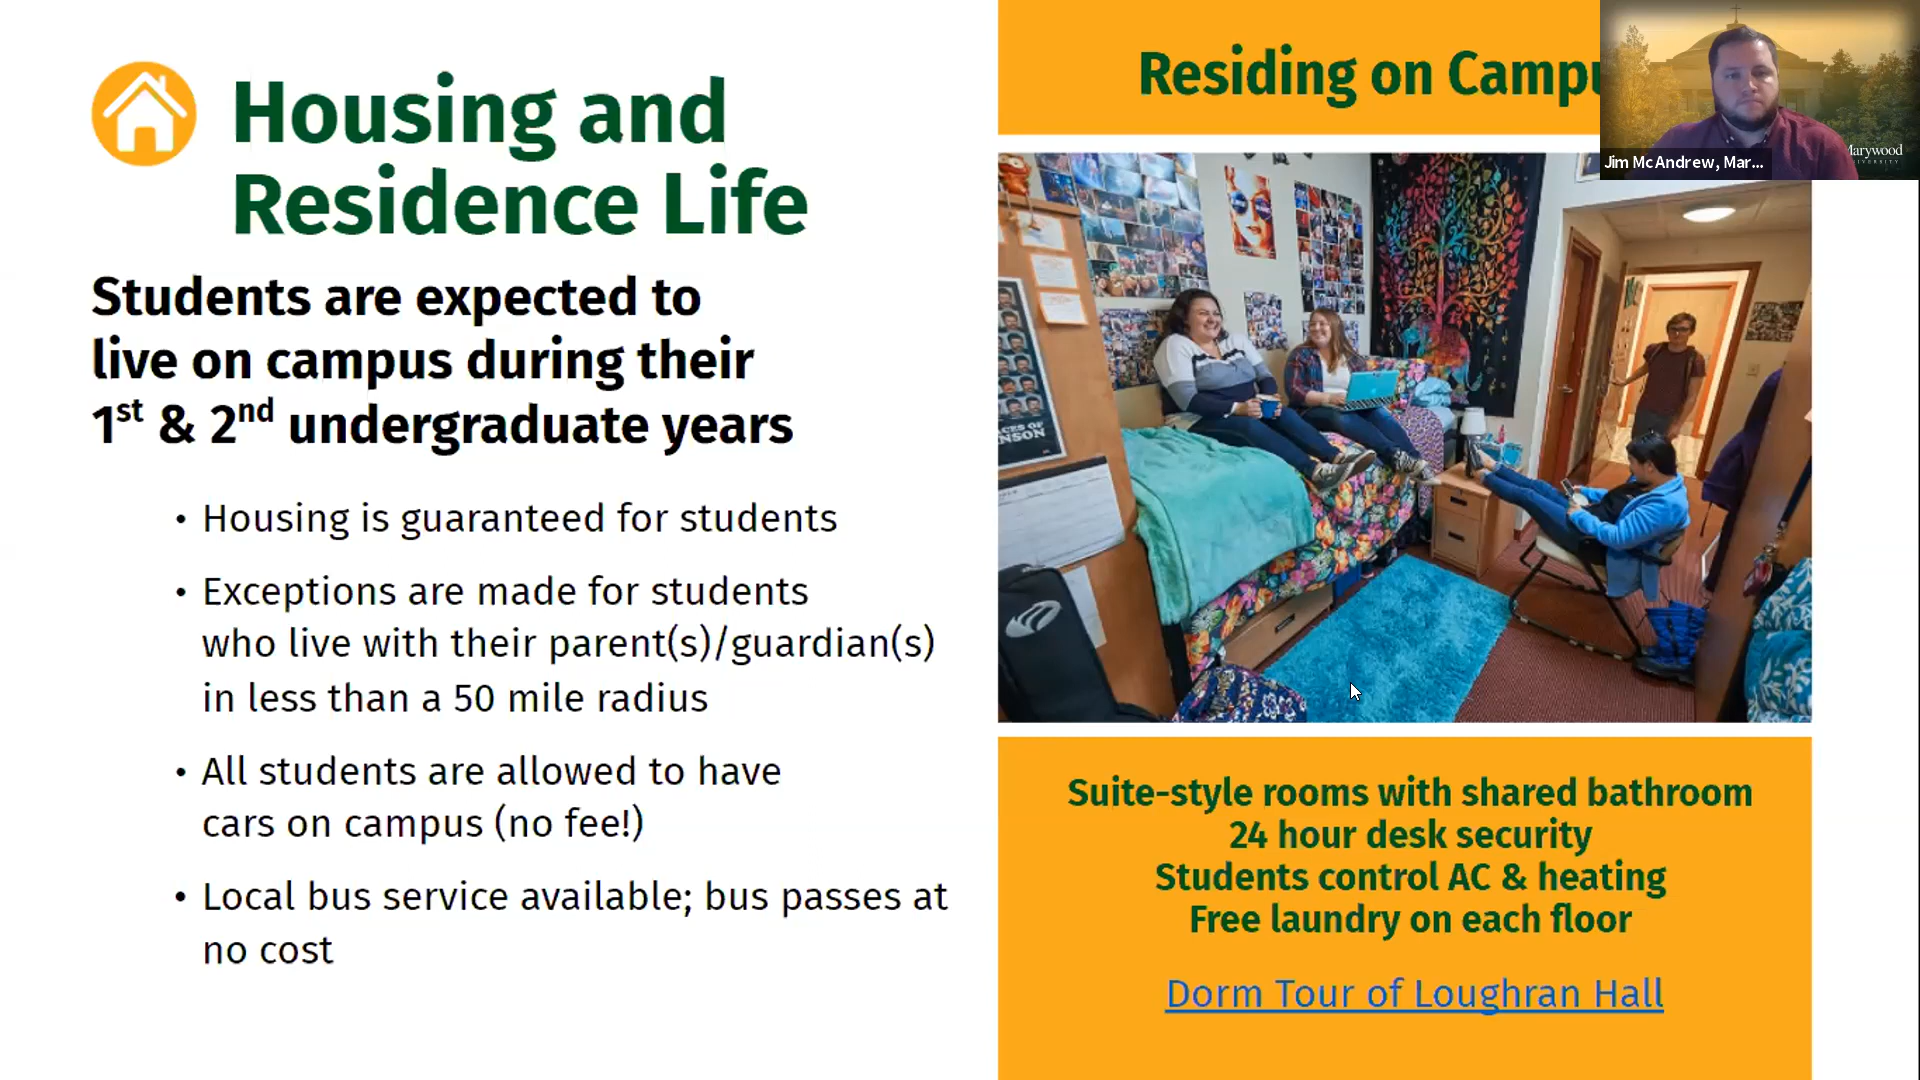 Housing and
Residence Life
Students are expected to
live on campus during their
1st & 2nd undergraduate years
• Housing is guaranteed for students
• Exceptions are made for students
who live with their parent(s)/guardian(s)
in less than a 50 mile radius
• All students are allowed to have
cars on campus (no fee!)
• Local bus service available; bus passes at
no cost
Residing on Campu
Jim McAndrew, Mar...
Marywood
UNIVERSITY
Suite-style rooms with shared bathroom
24 hour desk security
Students control AC & heating
Free laundry on each floor
Dorm Tour of Loughran Hall